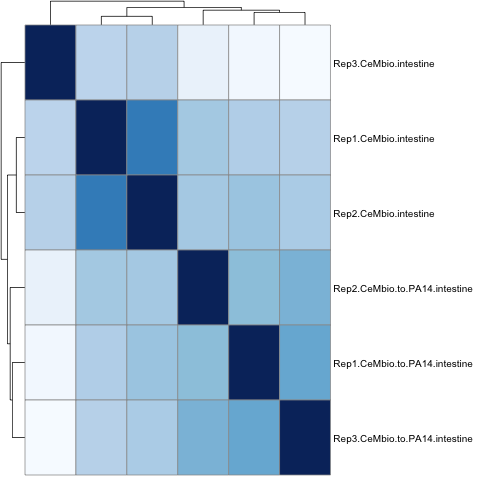 Rep3.CeMbio.intestine
Rep1.CeMbio.intestine
Rep2.CeMbio.intestine
Rep2.CeMbio.to.PA14.intestine
Rep1.CeMbio.to.PA14.intestine
Rep3.CeMbio.to.PA14.intestine